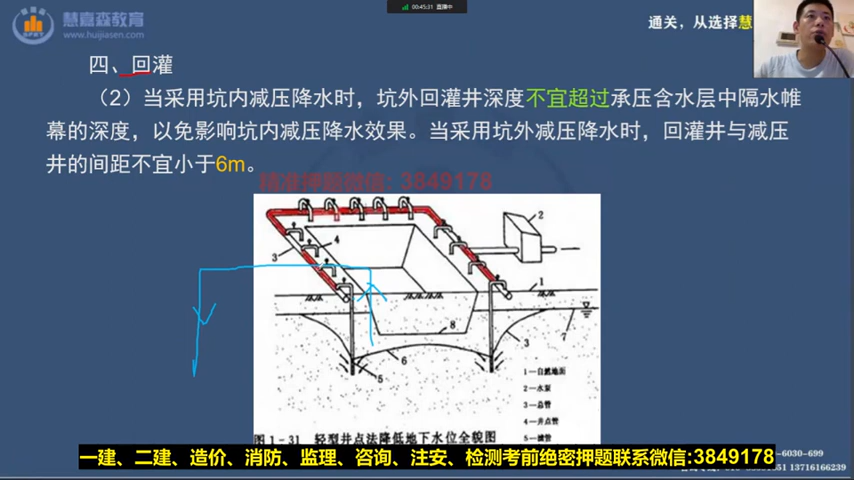 慧嘉森教育
www.huijiasen.com
00:45:31 直播中
通关，从选择慧
四、回灌
（2）当采用坑内减压降水时，坑外回灌井深度不宜超过承压含水层中隔水帷
幕的深度，以免影响坑内减压降水效果。当采用坑外减压降水时，回灌井与减压
井的间距不宜小于6m。
精准押题微信: 3849178
2
4
3
1
8
7
3
6
5
1—自然地面
2—水泵
3—总管
4—井点管
5—滤管
图 1-31 轻型井点法降低地下水位全貌图
一建、二建、造价、消防、监理、咨询、注安、检测考前绝密押题联系微信:3849178
-6030-699
13716166239